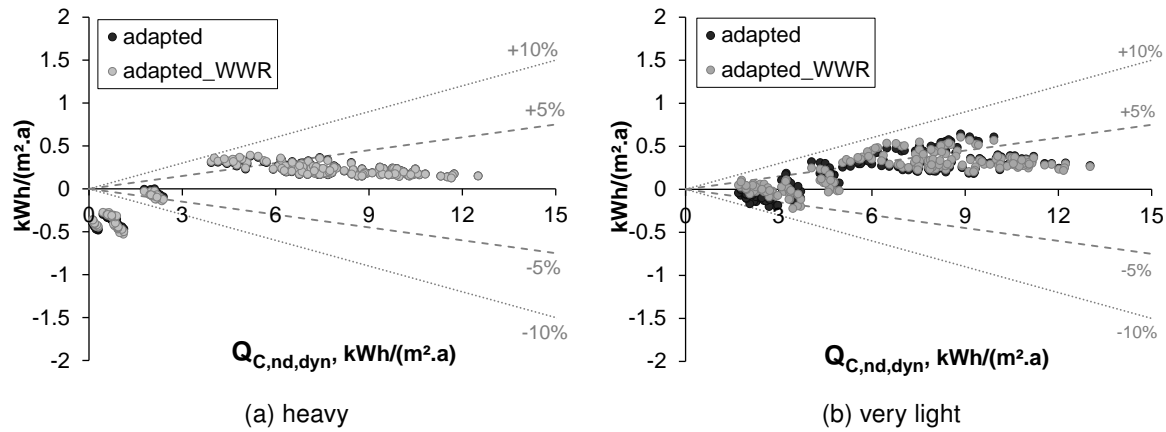 2
1.5
1
0.5
0
-0.5
-1
-1.5
-2
kWh/(m².a)
adapted
adapted_WWR
+10%
+5%
-5%
-10%
0 3 6 9 12 15
Q_C,nd,dyn, kWh/(m².a)
(a) heavy
2
1.5
1
0.5
0
-0.5
-1
-1.5
-2
kWh/(m².a)
adapted
adapted_WWR
+10%
+5%
-5%
-10%
0 3 6 9 12 15
Q_C,nd,dyn, kWh/(m².a)
(b) very light